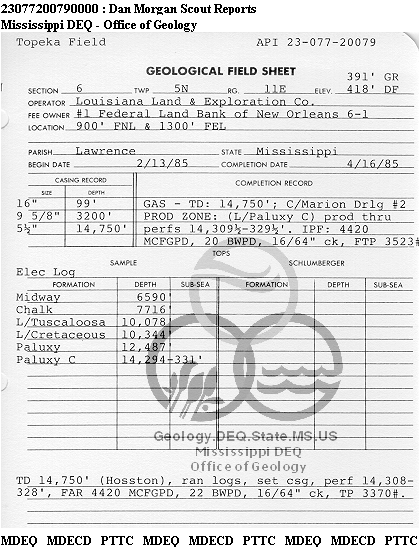 23077200790000 : Dan Morgan Scout Reports
Mississippi DEQ - Office of Geology
Topeka Field API 23-077-20079
GEOLOGICAL FIELD SHEET 391' GR
SECTION 6 TWP 5N RG. 11E ELEV. 418' DF
OPERATOR Louisiana Land & Exploration Co.
FEE OWNER #1 Federal Land Bank of New Orleans 6-1
LOCATION 900' FNL & 1300' FEL
PARISH Lawrence STATE Mississippi
BEGIN DATE 2/13/85 COMPLETION DATE 4/16/85
CASING RECORD COMPLETION RECORD
SIZE DEPTH
16" 99' GAS - TD: 14,750'; C/Marion Drlg #2
9 5/8" 3200' PROD ZONE: (L/Paluxy C) prod thru
5½" 14,750' perfs 14,309½-329½'. IPF: 4420
MCFGPD, 20 BWPD, 16/64" ck, FTP 3523#
TOPS
SAMPLE SCHLUMBERGER
Elec Log
FORMATION DEPTH SUB-SEA FORMATION DEPTH SUB-SEA
Midway 6590'
Chalk 7716'
L/Tuscaloosa 10,078'
L/Cretaceous 10,344'
Paluxy 12,487'
Paluxy C 14,294-331'
Geology.DEQ.State.MS.US
Mississippi DEQ
Office of Geology
TD 14,750' (Hosston), ran logs, set csg, perf 14,308-
328', FAR 4420 MCFGPD, 22 BWPD, 16/64" ck, TP 3370#.
MDEQ MDECD PTTC MDEQ MDECD PTTC MDEQ MDECD PTTC